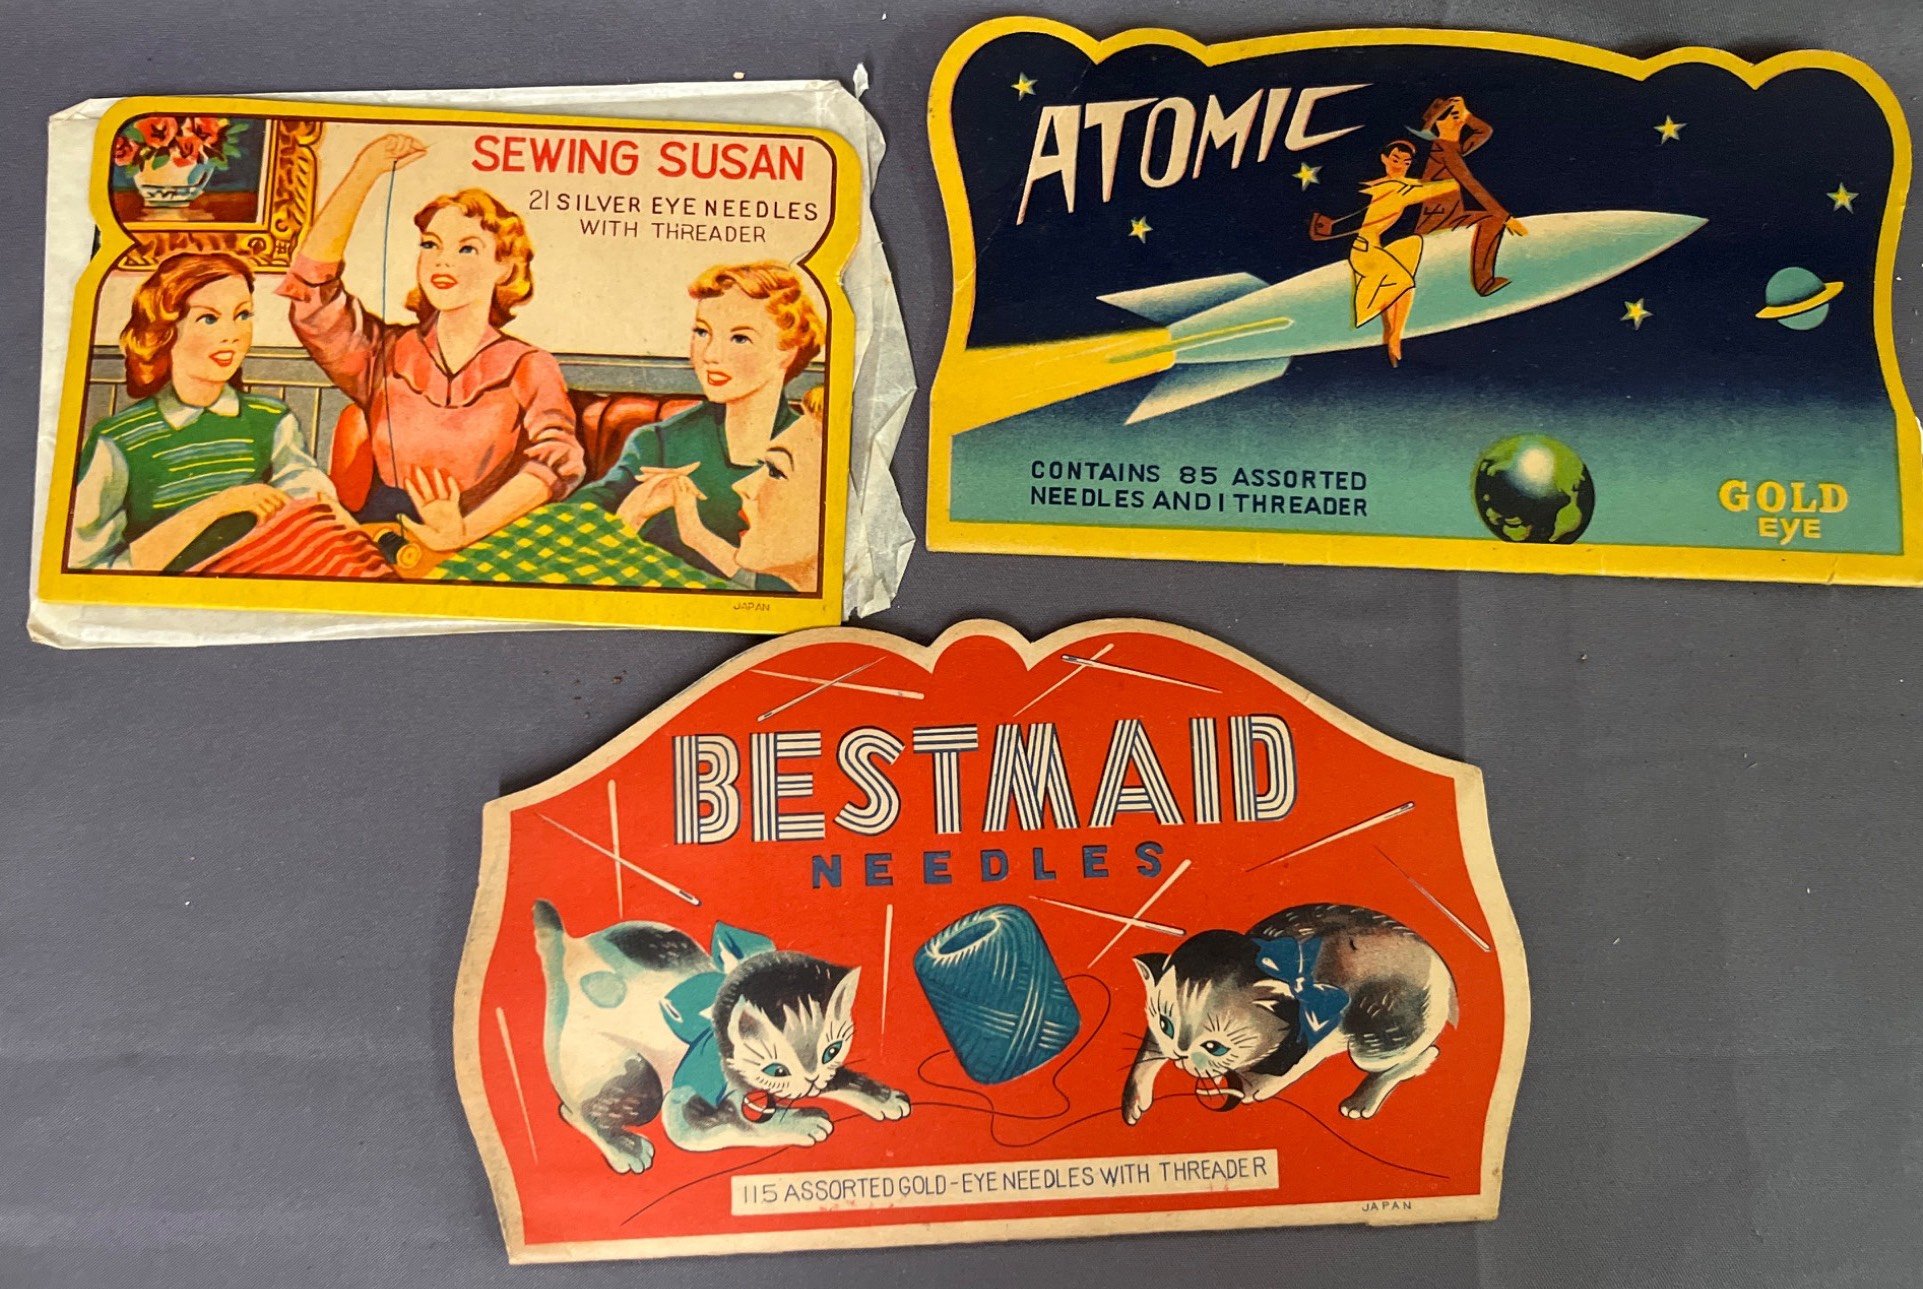 SEWING SUSAN
21 SILVER EYE NEEDLES
WITH THREADER
JAPAN
ATOMIC
CONTAINS 85 ASSORTED
NEEDLES AND 1 THREADER
GOLD
EYE
BESTMAID
NEEDLES
115 ASSORTED GOLD-EYE NEEDLES WITH THREADER
JAPAN